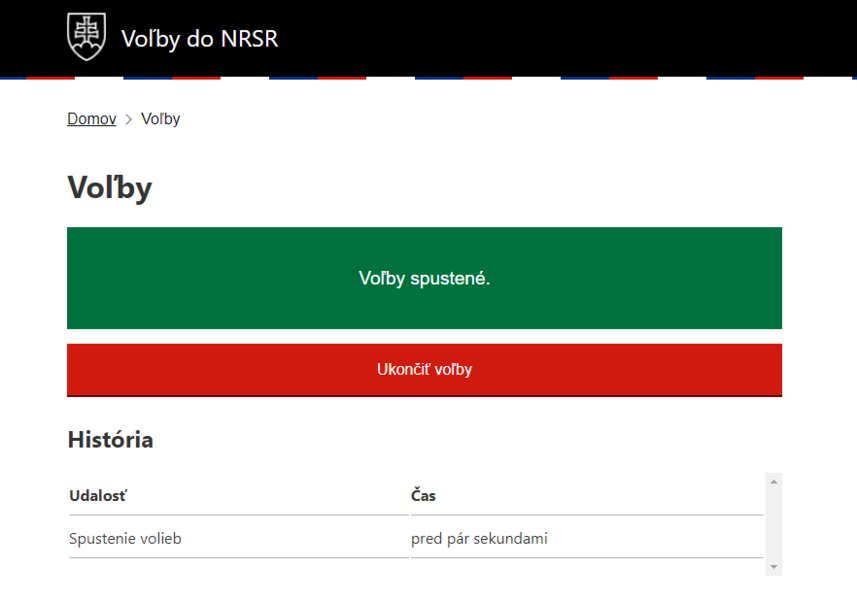 Voľby do NRSR
Domov > Voľby
Voľby
Voľby spustené.
Ukončiť voľby
História
Udalosť Čas
Spustenie volieb pred pár sekundami